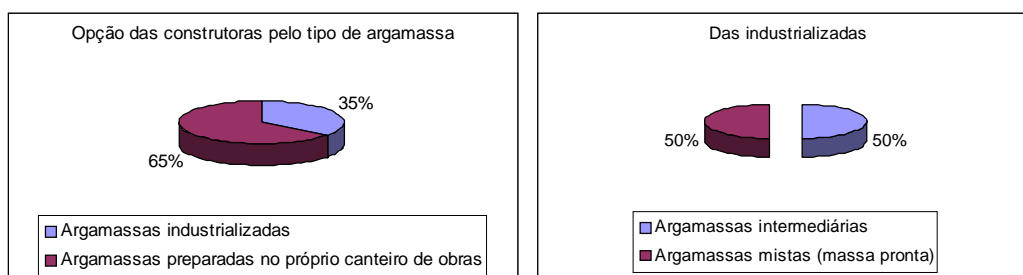 Opção das construtoras pelo tipo de argamassa
35%
65%
Argamassas industrializadas
Argamassas preparadas no próprio canteiro de obras
Das industrializadas
50%
50%
Argamassas intermediárias
Argamassas mistas (massa pronta)